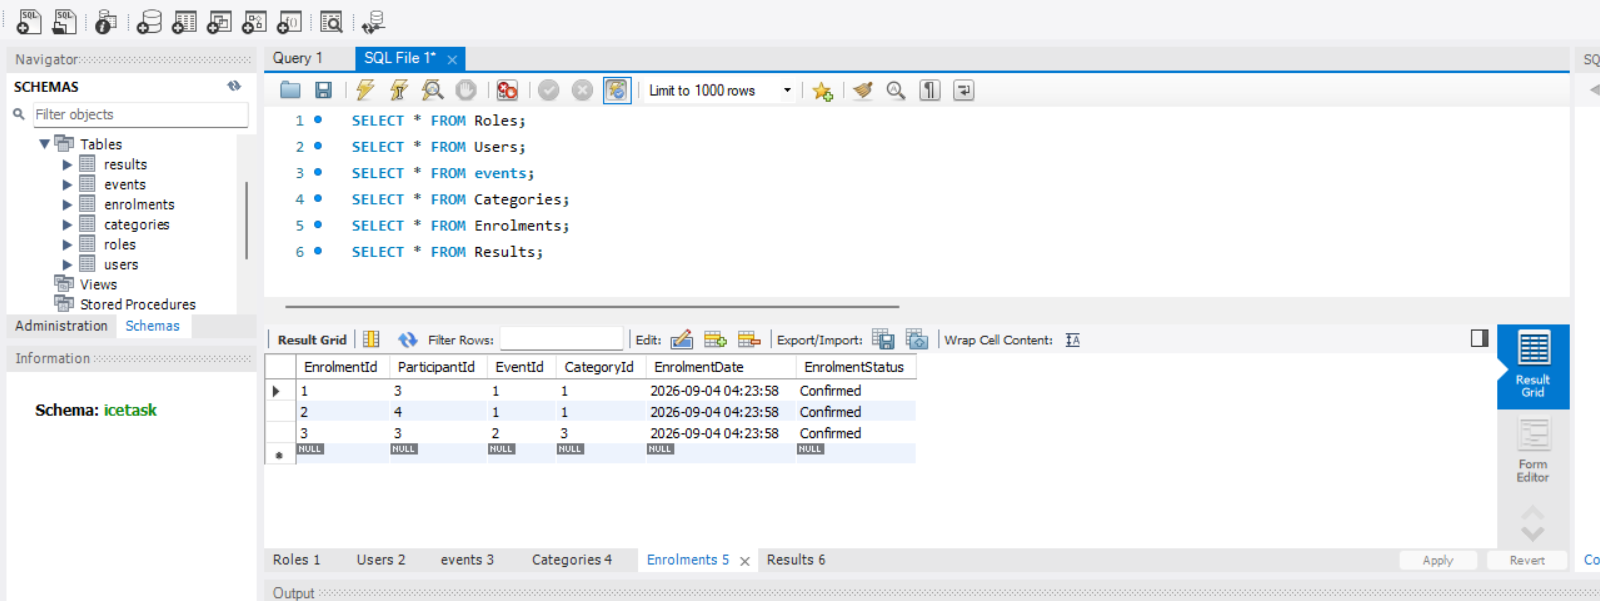 SQL
SQL
Navigator
SCHEMAS
Filter objects
Tables
results
events
enrolments
categories
roles
users
Views
Stored Procedures
Administration Schemas
Information
Schema: icetask
Query 1 SQL File 1*
Limit to 1000 rows
1 SELECT * FROM Roles;
2 SELECT * FROM Users;
3 SELECT * FROM events;
4 SELECT * FROM Categories;
5 SELECT * FROM Enrolments;
6 SELECT * FROM Results;
Result Grid Filter Rows: Edit: Export/Import: Wrap Cell Content:
EnrolmentId ParticipantId EventId CategoryId EnrolmentDate EnrolmentStatus
1 3 1 1 2026-09-04 04:23:58 Confirmed
2 4 1 1 2026-09-04 04:23:58 Confirmed
3 3 2 3 2026-09-04 04:23:58 Confirmed
NULL NULL NULL NULL NULL NULL
Result
Grid
Form
Editor
Roles 1 Users 2 events 3 Categories 4 Enrolments 5 Results 6 Apply Revert
Output
SQ
Co